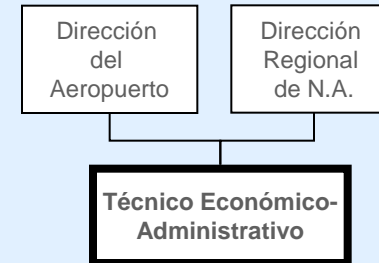 Dirección
del
Aeropuerto
Dirección
Regional
de N.A.
Técnico Económico-
Administrativo